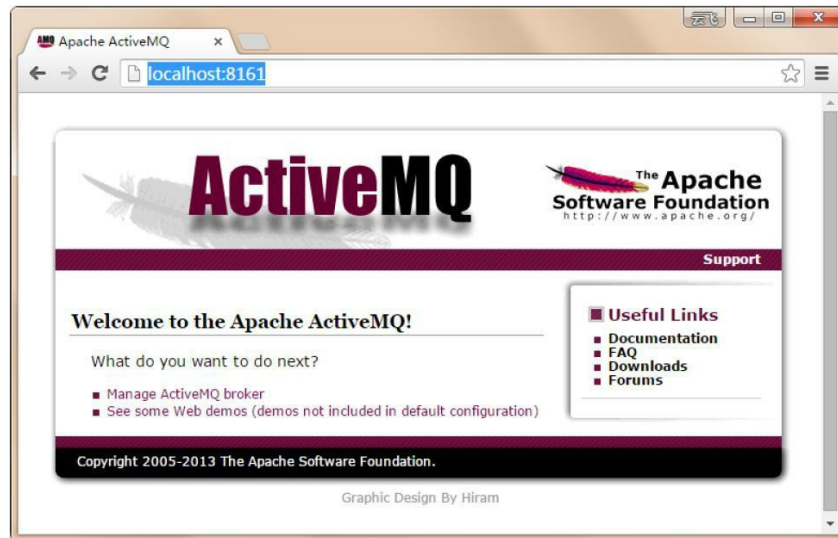 云飞
AMQ Apache ActiveMQ
localhost:8161
ActiveMQ
The Apache
Software Foundation
http://www.apache.org/
Support
Welcome to the Apache ActiveMQ!
What do you want to do next?
Manage ActiveMQ broker
See some Web demos (demos not included in default configuration)
Useful Links
Documentation
FAQ
Downloads
Forums
Copyright 2005-2013 The Apache Software Foundation.
Graphic Design By Hiram